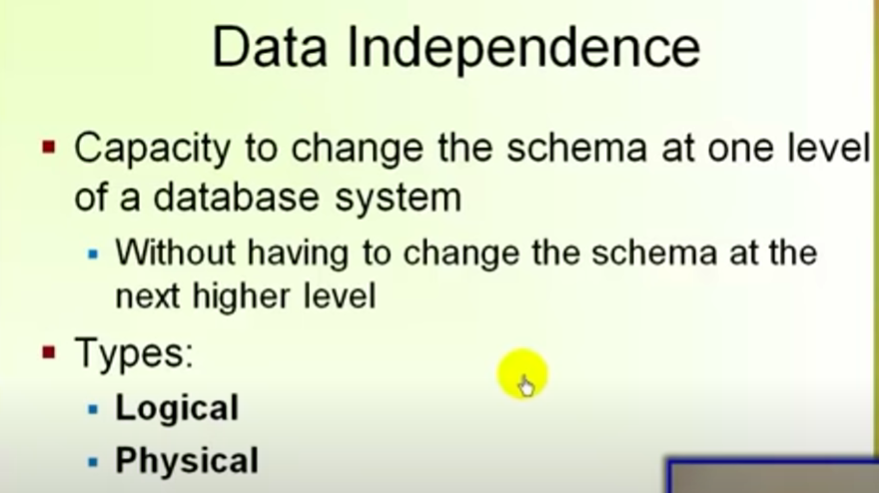 Data Independence
Capacity to change the schema at one level
of a database system
Without having to change the schema at the
next higher level
Types:
Logical
Physical